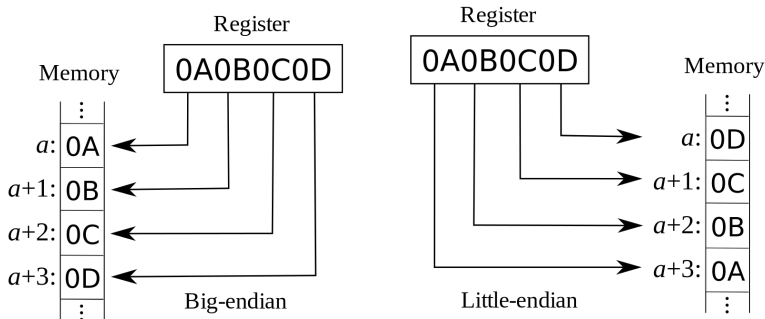 Register
0A0B0C0D
Memory
⋮
a: 0A
a+1: 0B
a+2: 0C
a+3: 0D
⋮
Big-endian
Register
0A0B0C0D
Memory
⋮
a: 0D
a+1: 0C
a+2: 0B
a+3: 0A
⋮
Little-endian